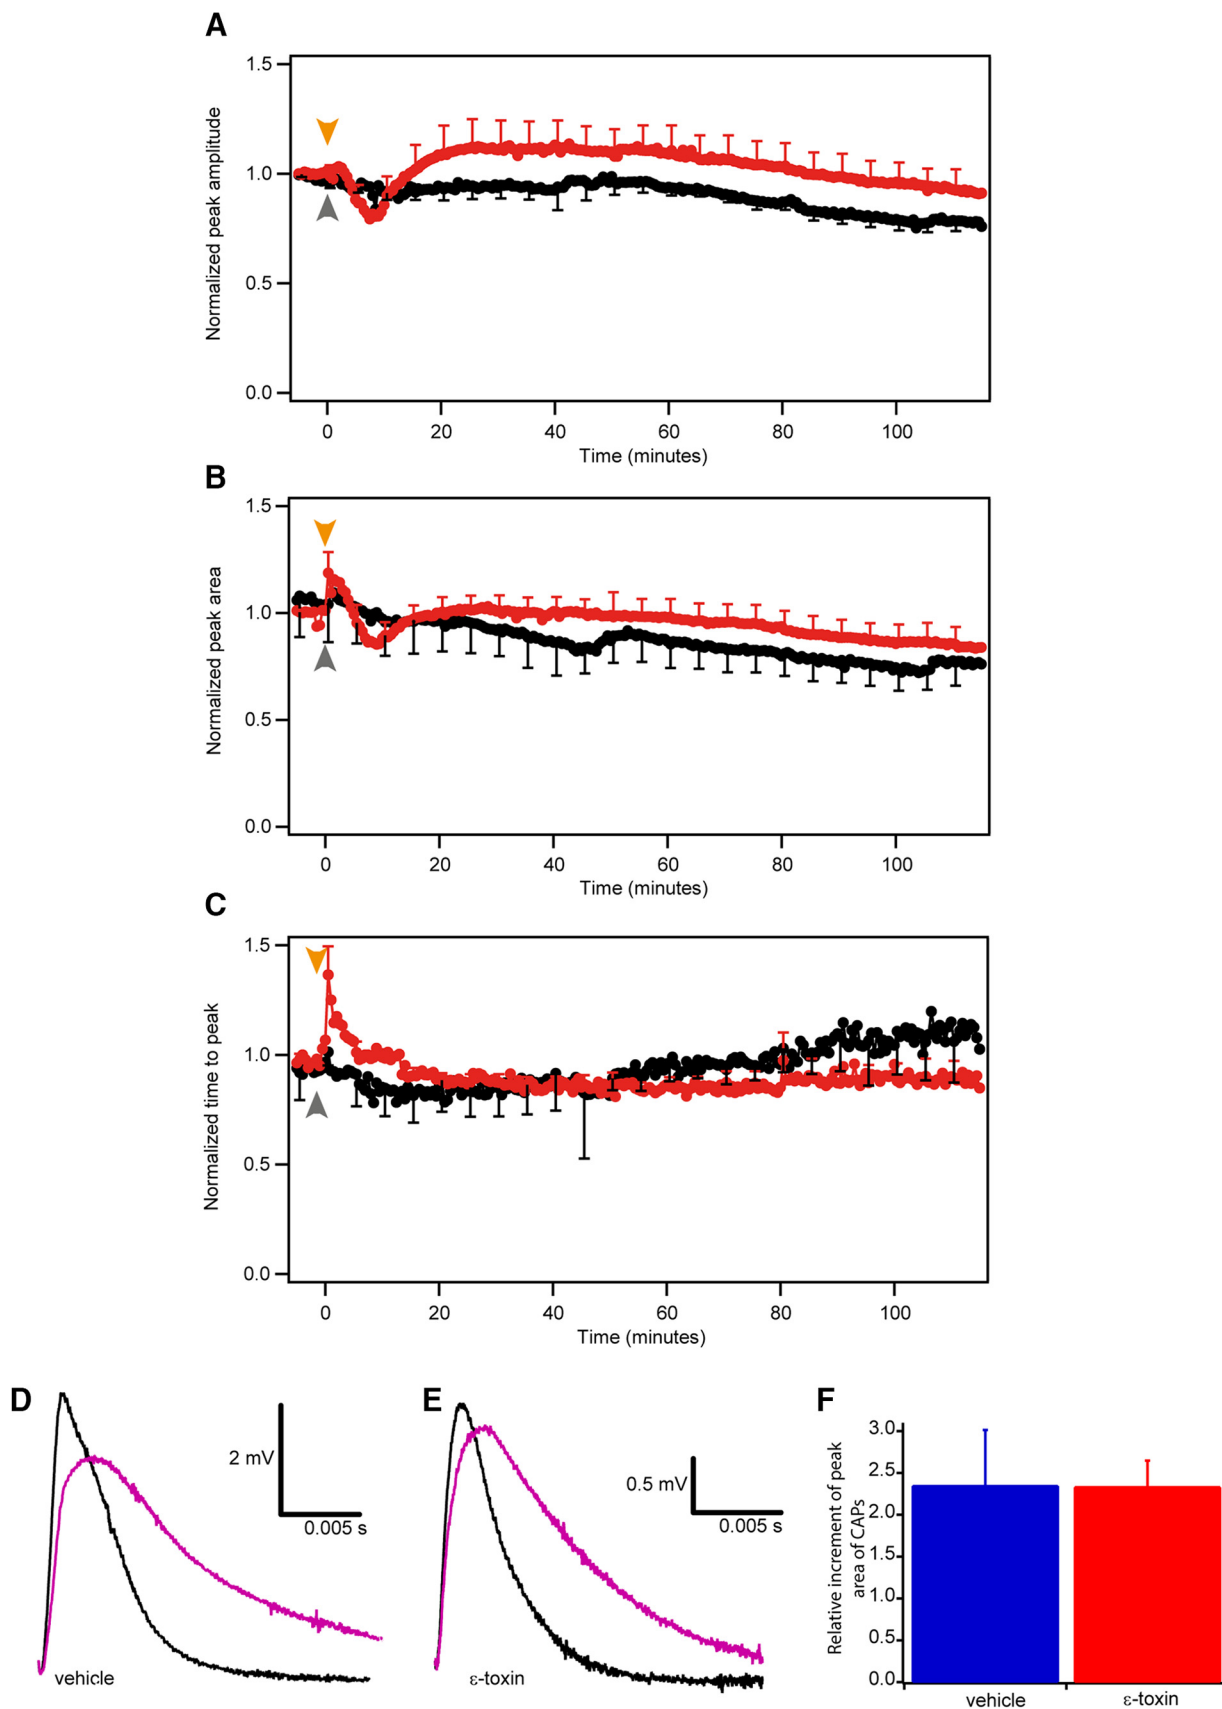 A
1.5
1.0
0.5
0.0
Normalized peak amplitude
0 20 40 60 80 100
Time (minutes)
B
1.5
1.0
0.5
0.0
Normalized peak area
0 20 40 60 80 100
Time (minutes)
C
1.5
1.0
0.5
0.0
Normalized time to peak
0 20 40 60 80 100
Time (minutes)
D
2 mV
0.005 s
vehicle
E
0.5 mV
0.005 s
ε-toxin
F
3.0
2.5
2.0
1.5
1.0
0.5
0.0
Relative increment of peak
area of CAPs
vehicle ε-toxin